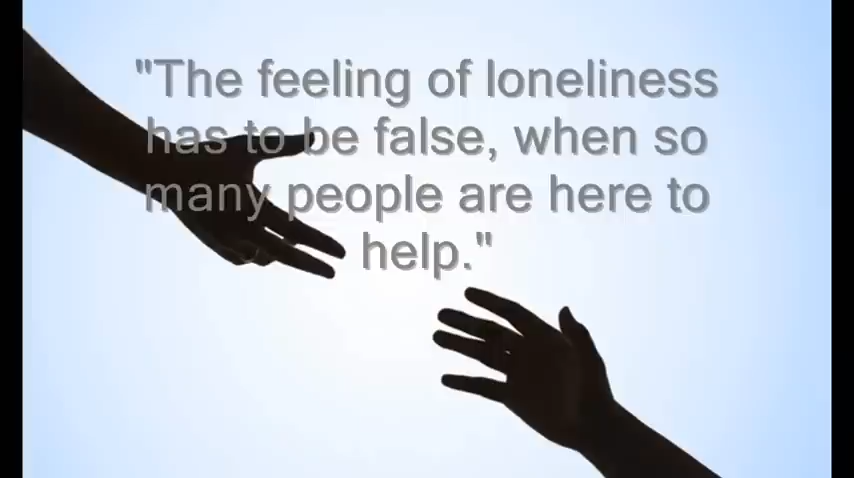 "The feeling of loneliness
has to be false, when so
many people are here to
help."